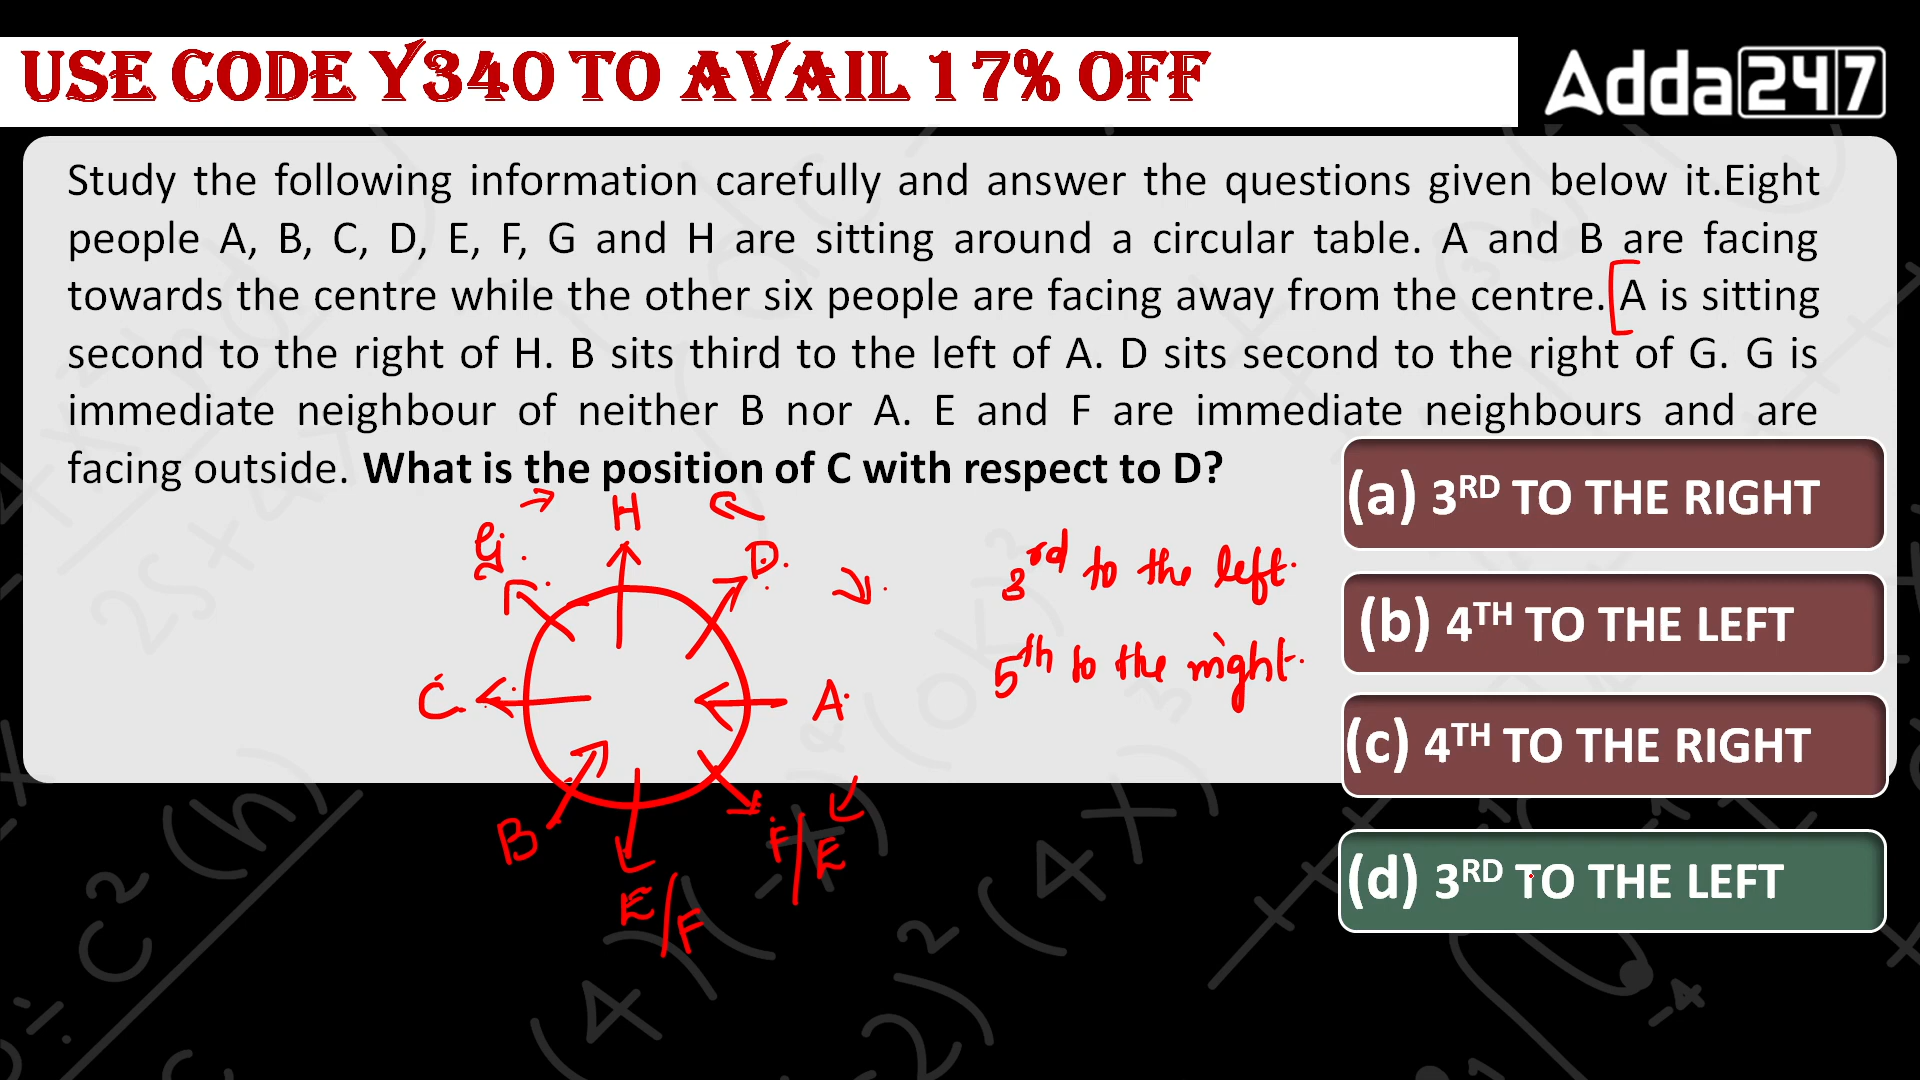 USE CODE Y340 TO AVAIL 17% OFF
Adda247
Study the following information carefully and answer the questions given below it.Eight
people A, B, C, D, E, F, G and H are sitting around a circular table. A and B are facing
towards the centre while the other six people are facing away from the centre. A is sitting
second to the right of H. B sits third to the left of A. D sits second to the right of G. G is
immediate neighbour of neither B nor A. E and F are immediate neighbours and are
facing outside. What is the position of C with respect to D?
(a) 3RD TO THE RIGHT
(b) 4TH TO THE LEFT
(c) 4TH TO THE RIGHT
(d) 3RD TO THE LEFT
H
G.
D.
3rd to the left.
5th to the right.
C
A
B
F/E
E/F